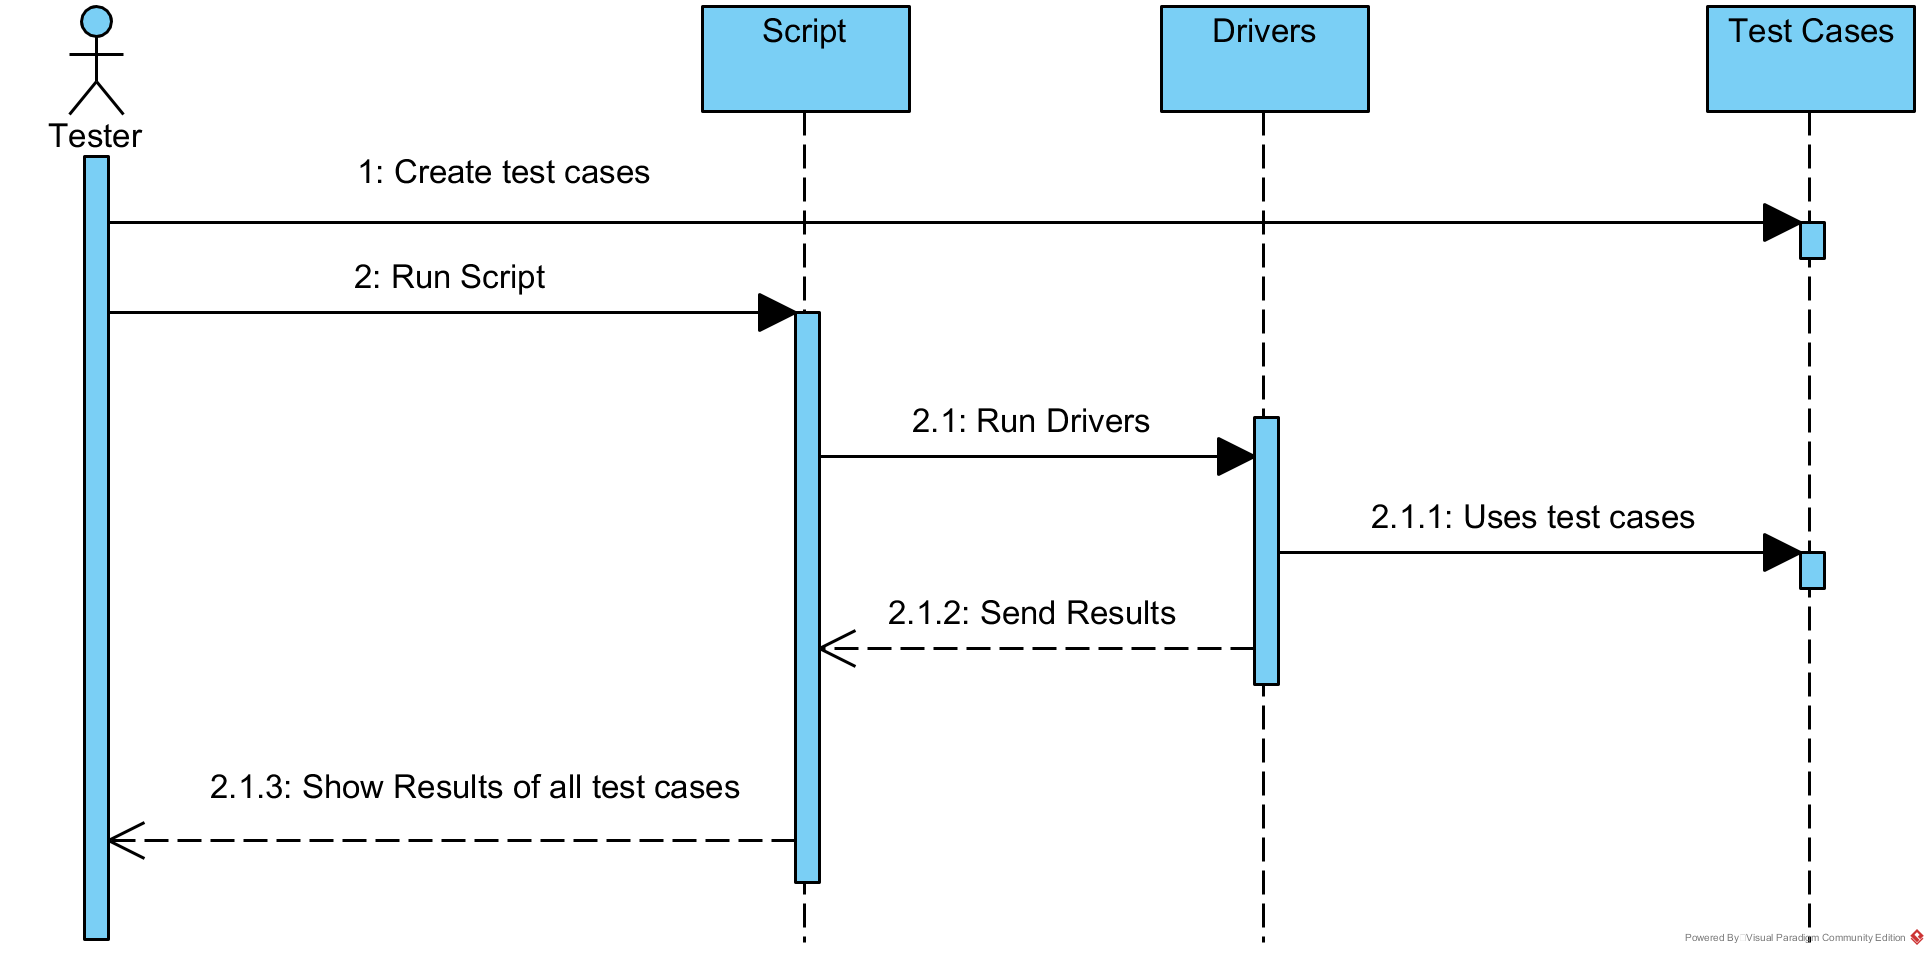 Script
Drivers
Test Cases
Tester
1: Create test cases
2: Run Script
2.1: Run Drivers
2.1.1: Uses test cases
2.1.2: Send Results
2.1.3: Show Results of all test cases
Powered By Visual Paradigm Community Edition